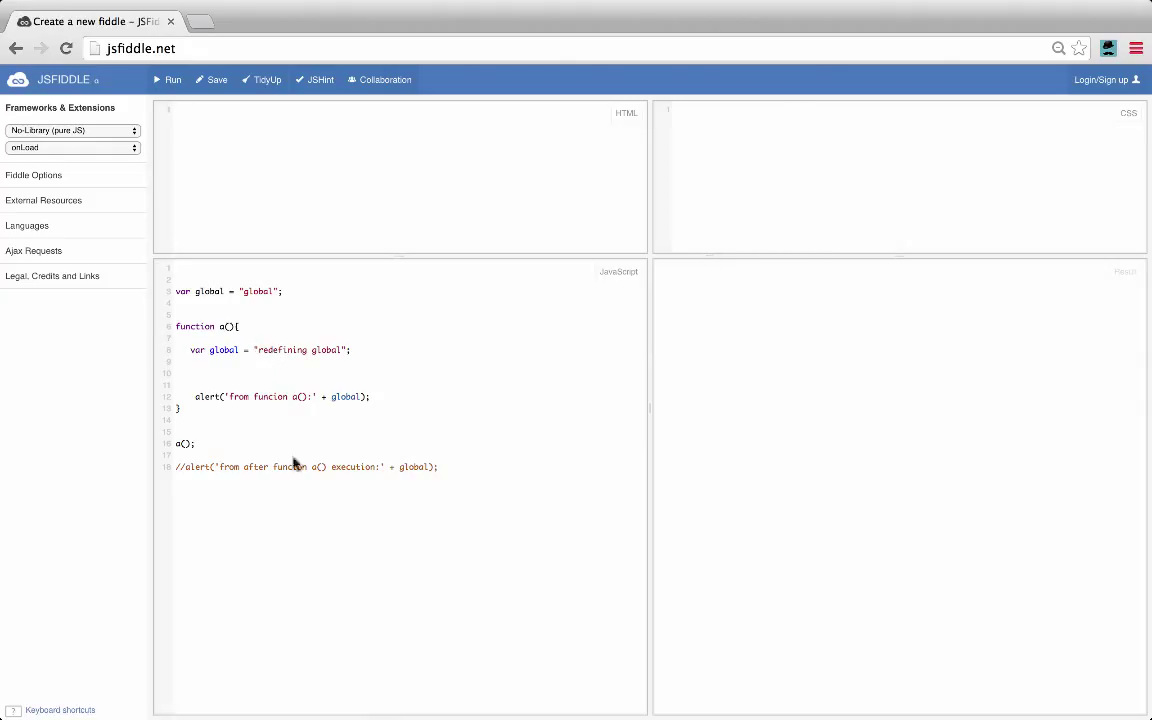 Create a new fiddle – JSFid
jsfiddle.net
JSFIDDLE α
Run
Save
TidyUp
JSHint
Collaboration
Login/Sign up
Frameworks & Extensions
No-Library (pure JS)
onLoad
Fiddle Options
External Resources
Languages
Ajax Requests
Legal, Credits and Links
1
HTML
1
CSS
JavaScript
Result
1
2
3 var global = "global";
4
5
6 function a(){
7
8 var global = "redefining global";
9
10
11
12 alert('from funcion a():' + global);
13 }
14
15
16 a();
17
18 //alert('from after function a() execution:' + global);
? Keyboard shortcuts